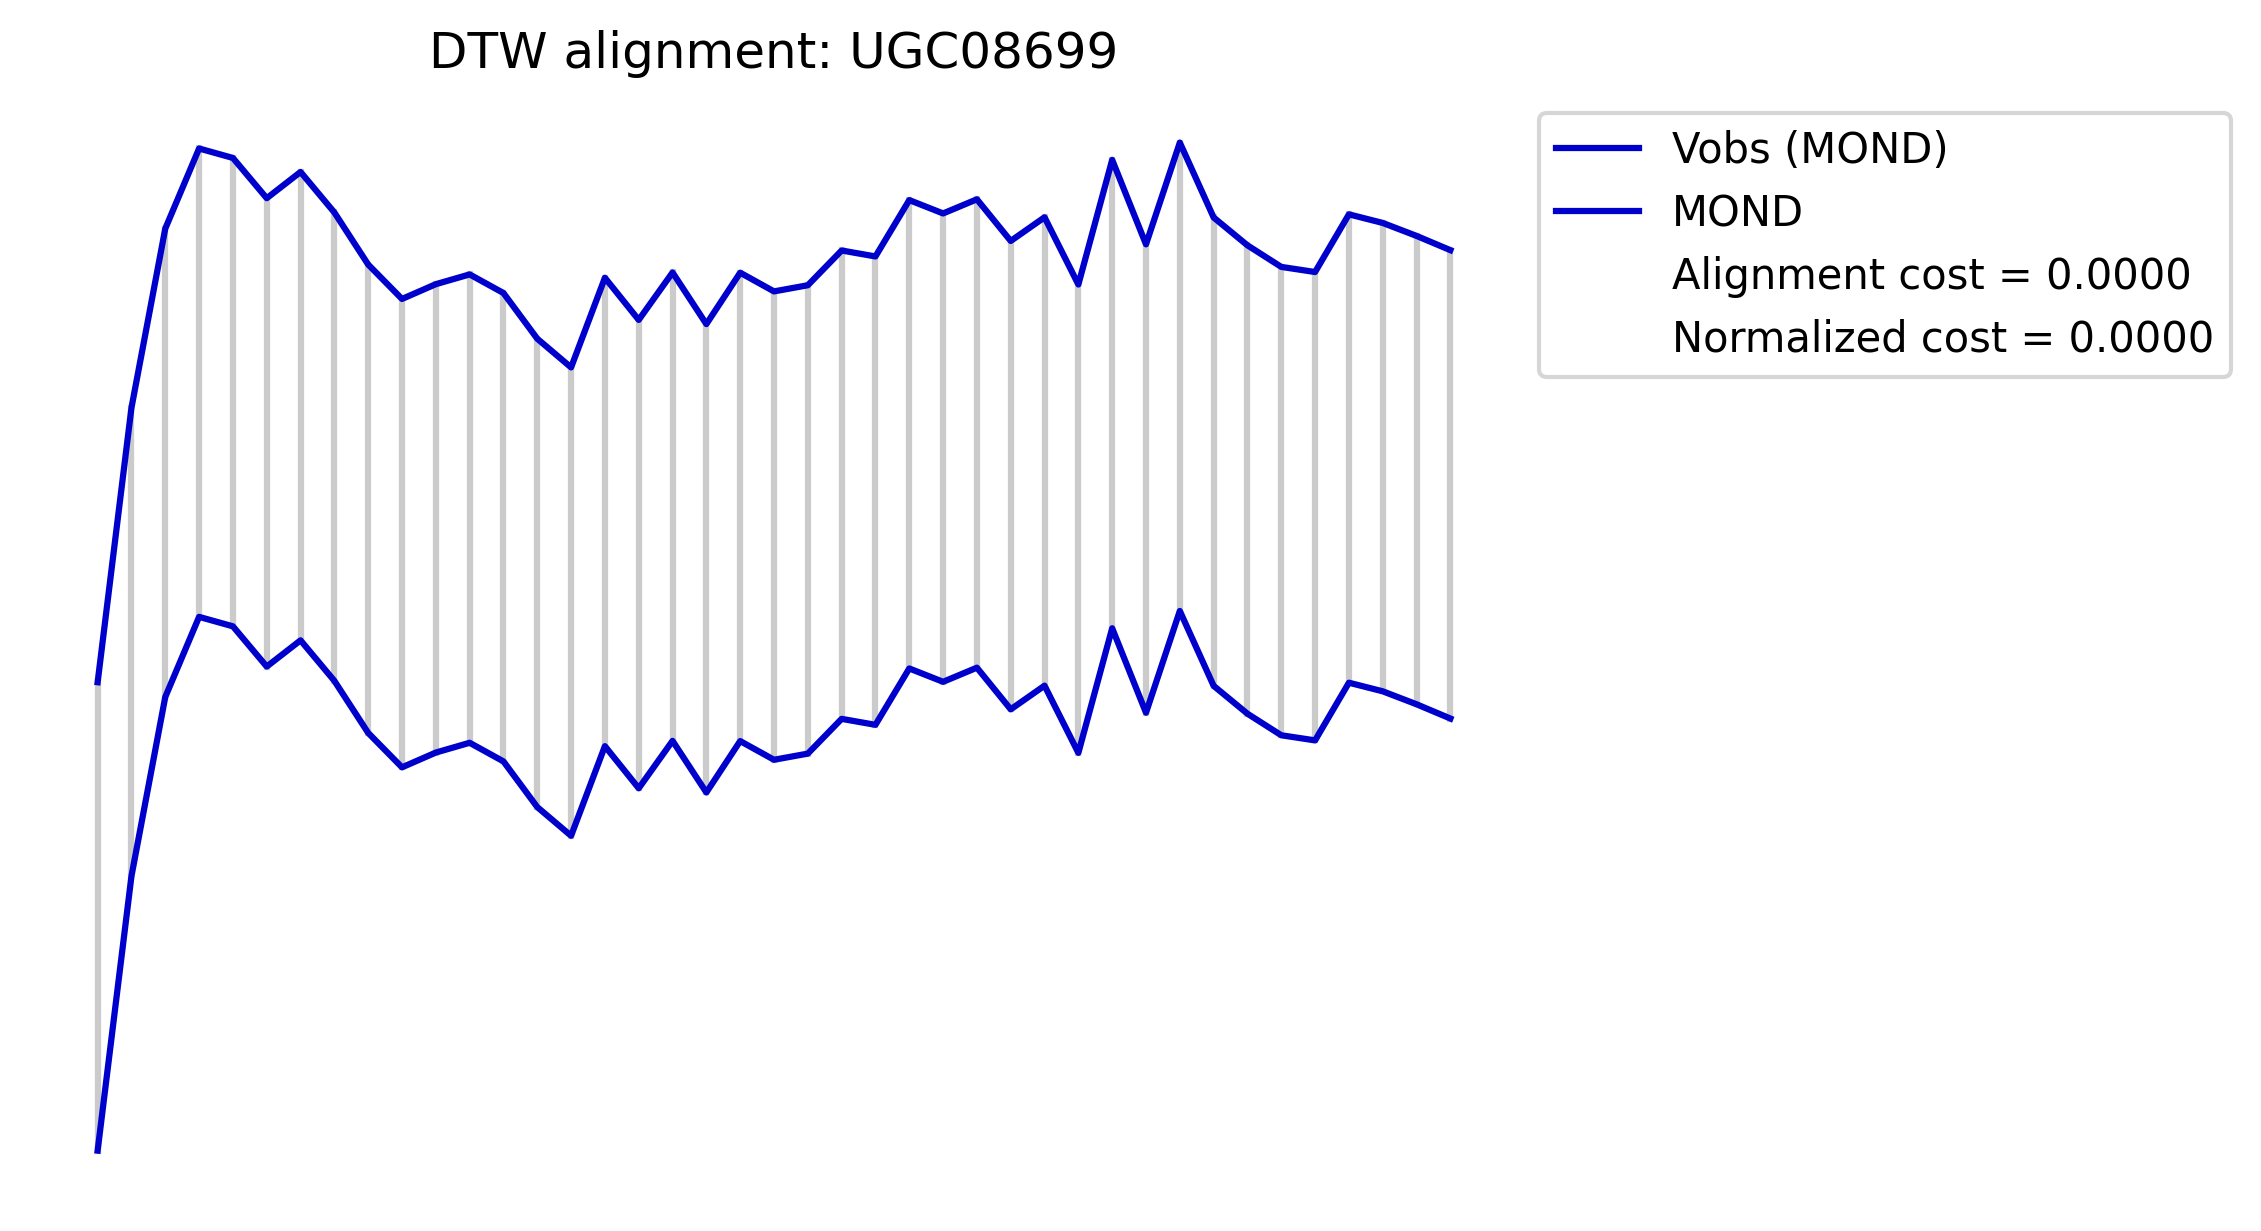 DTW alignment: UGC08699
Vobs (MOND)
MOND
Alignment cost = 0.0000
Normalized cost = 0.0000